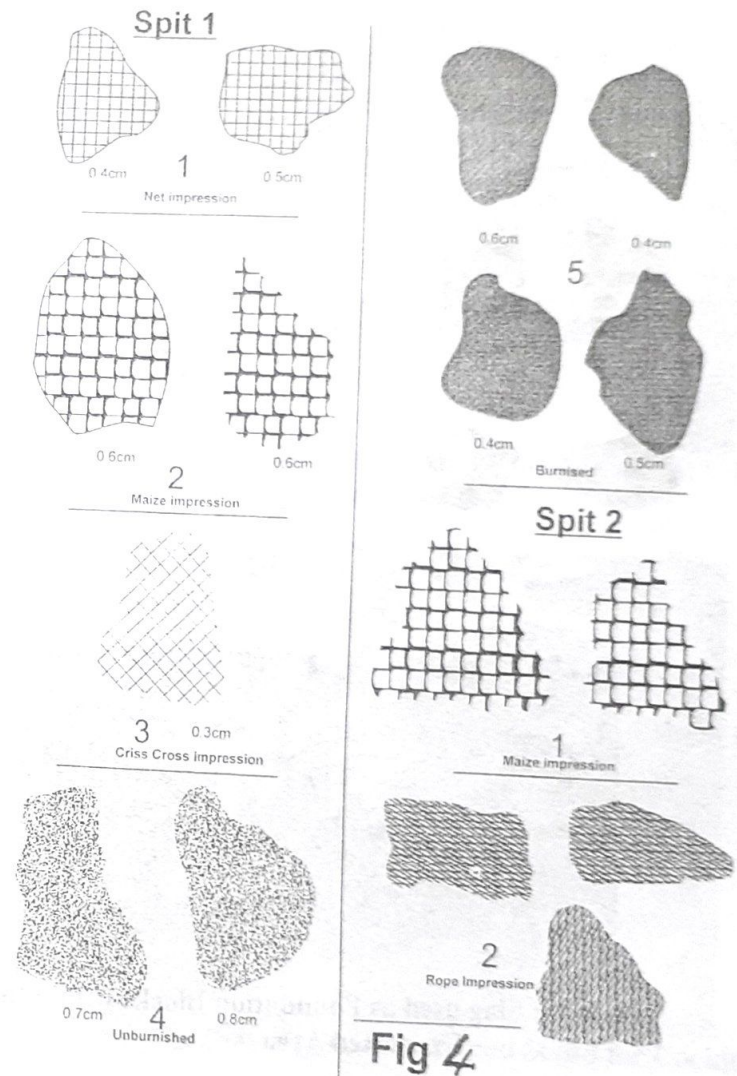 Spit 1
0.4cm
1
0.5cm
Net impression
0.6cm
0.6cm
2
Maize impression
3
0.3cm
Criss Cross impression
0.7cm
4
0.8cm
Unburnished
0.6cm
0.4cm
5
0.4cm
0.5cm
Burnised
Spit 2
1
Maize impression
2
Rope Impression
Fig 4